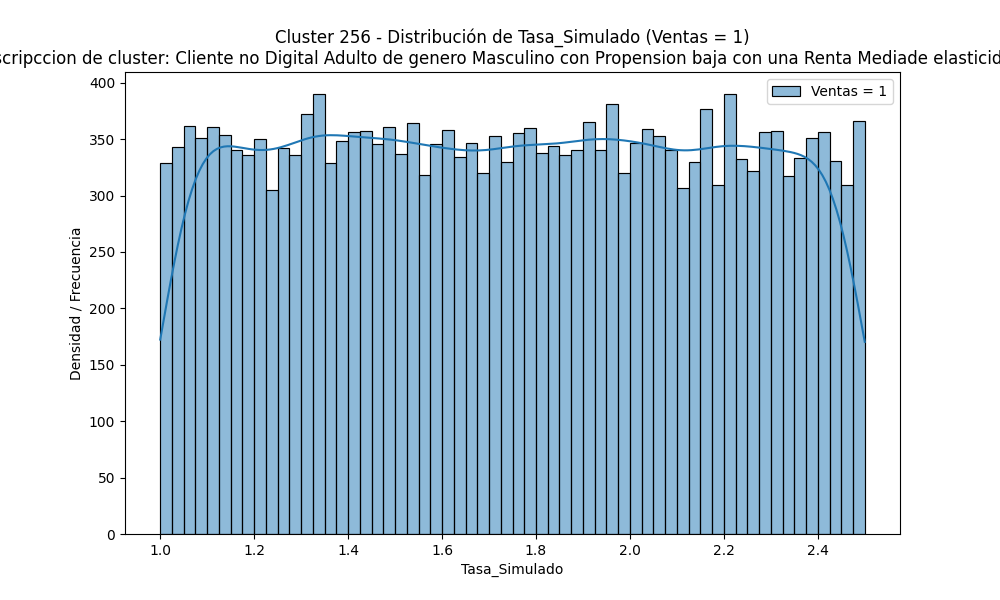 Cluster 256 - Distribución de Tasa_Simulado (Ventas = 1)
scripccion de cluster: Cliente no Digital Adulto de genero Masculino con Propension baja con una Renta Mediade elasticid
Ventas = 1
400
350
300
250
200
150
100
50
0
Densidad / Frecuencia
1.0 1.2 1.4 1.6 1.8 2.0 2.2 2.4
Tasa_Simulado